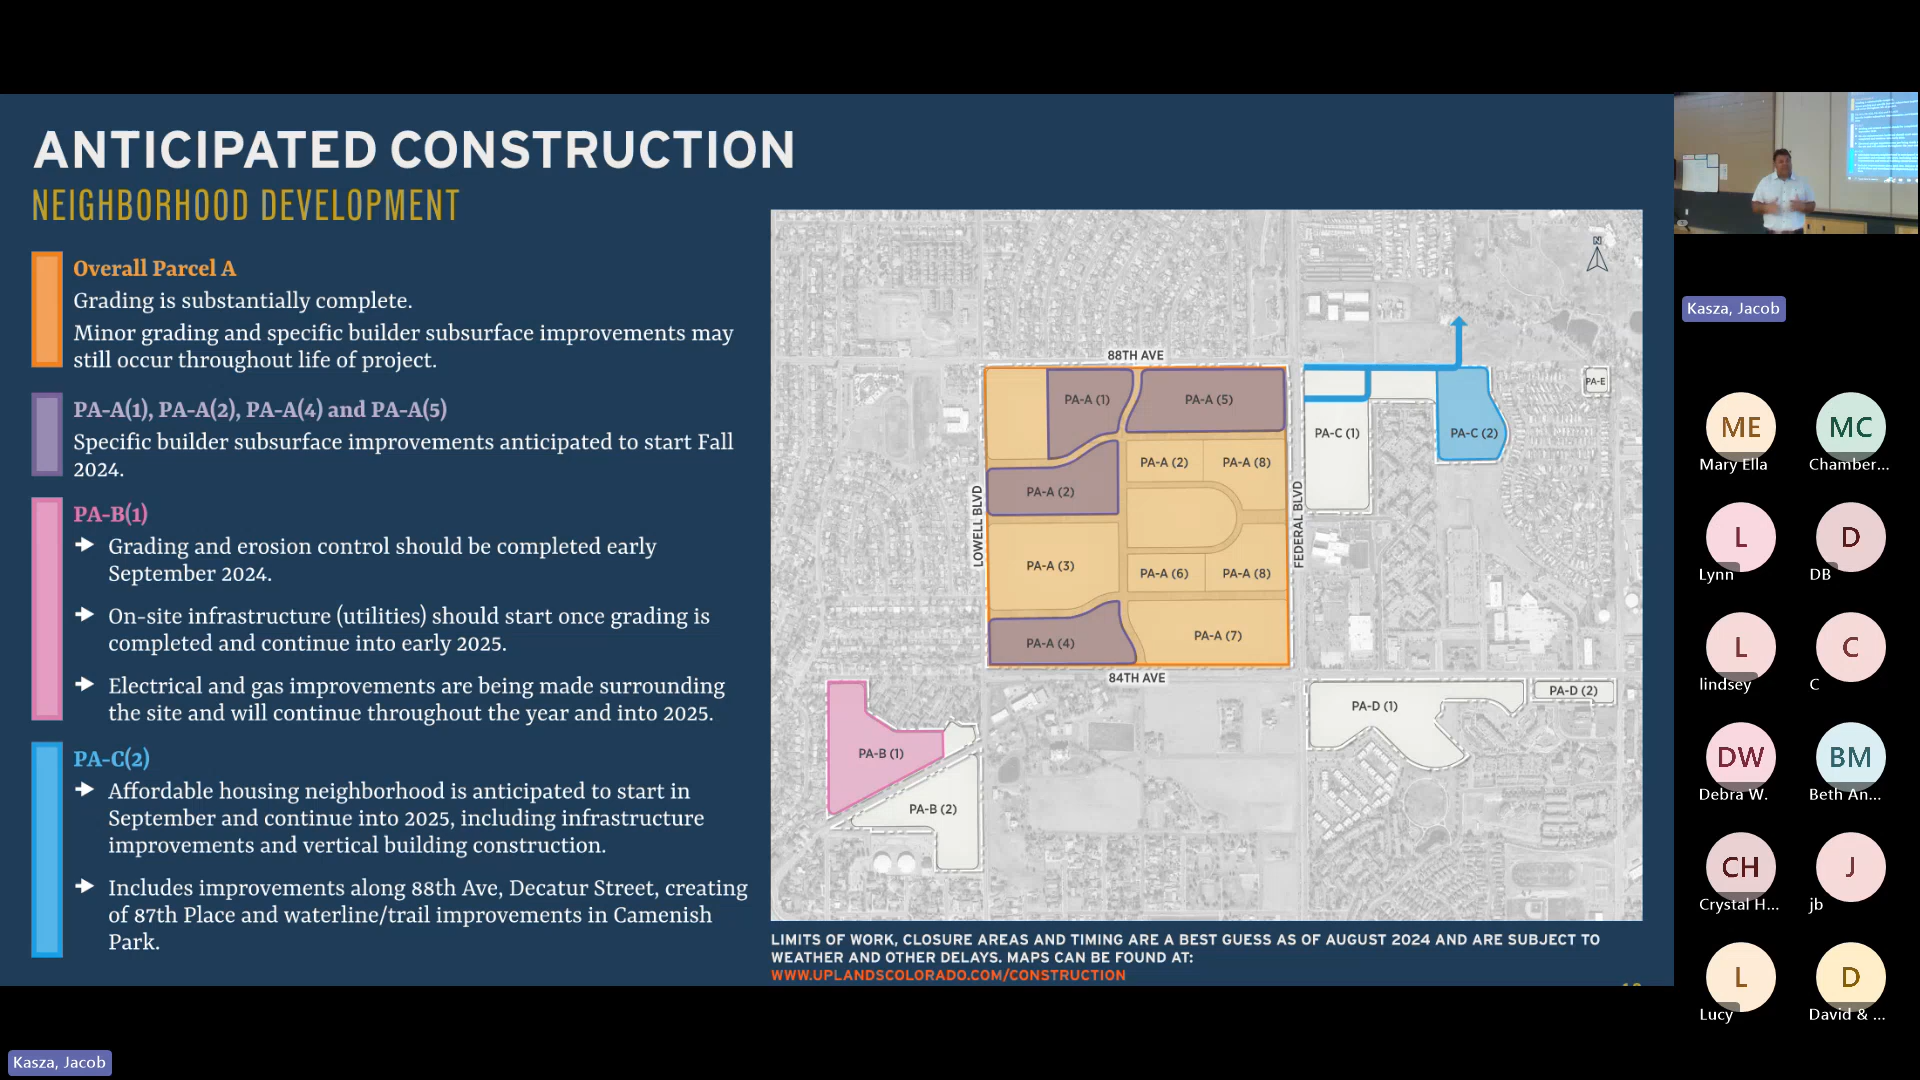 ANTICIPATED CONSTRUCTION
NEIGHBORHOOD DEVELOPMENT
Overall Parcel A
Grading is substantially complete.
Minor grading and specific builder subsurface improvements may
still occur throughout life of project.
PA-A(1), PA-A(2), PA-A(4) and PA-A(5)
Specific builder subsurface improvements anticipated to start Fall
2024.
PA-B(1)
Grading and erosion control should be completed early
September 2024.
On-site infrastructure (utilities) should start once grading is
completed and continue into early 2025.
Electrical and gas improvements are being made surrounding
the site and will continue throughout the year and into 2025.
PA-C(2)
Affordable housing neighborhood is anticipated to start in
September and continue into 2025, including infrastructure
improvements and vertical building construction.
Includes improvements along 88th Ave, Decatur Street, creating
of 87th Place and waterline/trail improvements in Camenish
Park.
N
88TH AVE
PA-A (1)
PA-A (5)
PA-E
PA-C (1)
PA-C (2)
PA-A (2)
PA-A (8)
PA-A (2)
LOWELL BLVD
FEDERAL BLVD
PA-A (3)
PA-A (6)
PA-A (8)
PA-A (4)
PA-A (7)
84TH AVE
PA-D (1)
PA-D (2)
PA-B (1)
PA-B (2)
LIMITS OF WORK, CLOSURE AREAS AND TIMING ARE A BEST GUESS AS OF AUGUST 2024 AND ARE SUBJECT TO
WEATHER AND OTHER DELAYS. MAPS CAN BE FOUND AT:
WWW.UPLANDSCOLORADO.COM/CONSTRUCTION
Kasza, Jacob
ME
Mary Ella
MC
Chamber...
L
Lynn
D
DB
L
lindsey
C
C
DW
Debra W.
BM
Beth An...
CH
Crystal H...
J
jb
L
Lucy
D
David & ...
Kasza, Jacob